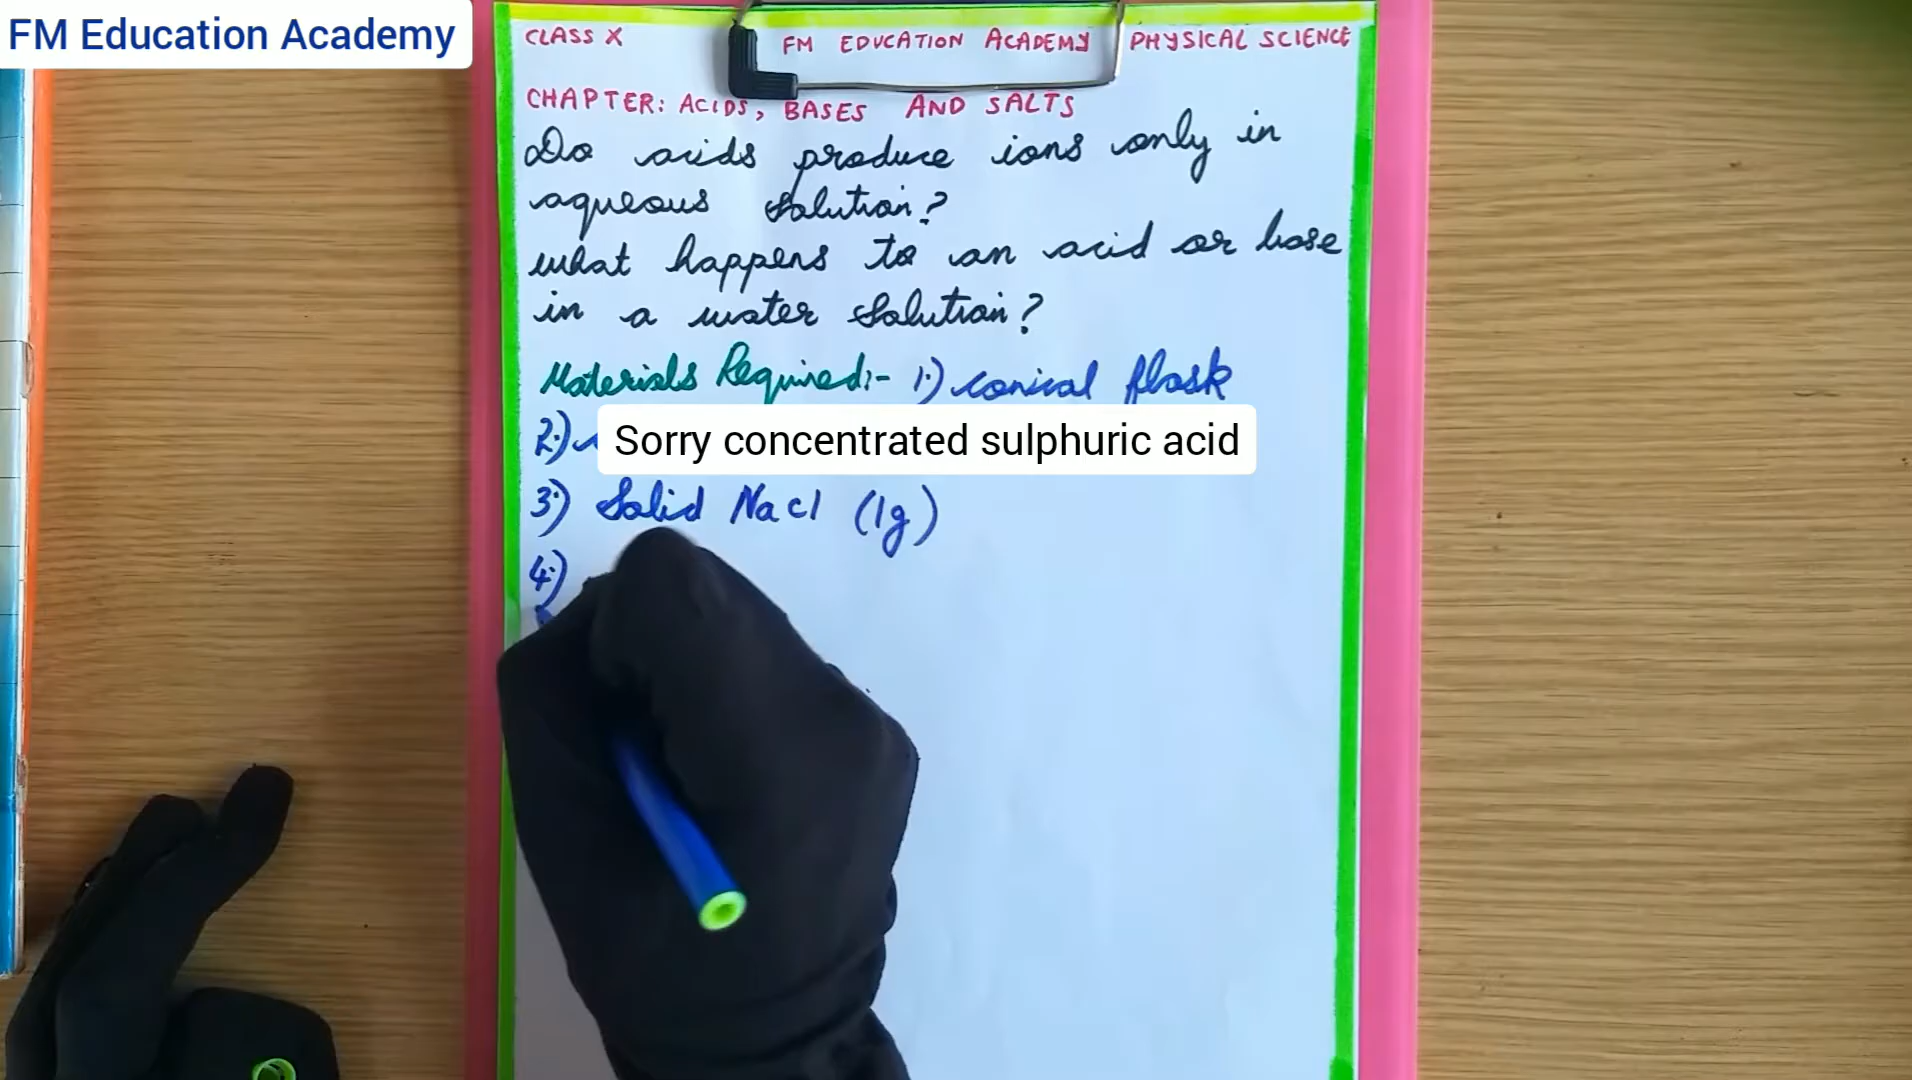 FM Education Academy
CLASS X FM EDUCATION ACADEMY PHYSICAL SCIENCE
CHAPTER: ACIDS, BASES AND SALTS
Do acids produce ions only in
aqueous solution?
what happens to an acid or base
in a water solution?
Materials Required:- 1.) conical flask
2.)
Sorry concentrated sulphuric acid
3.) Solid Nacl (1g)
4.)